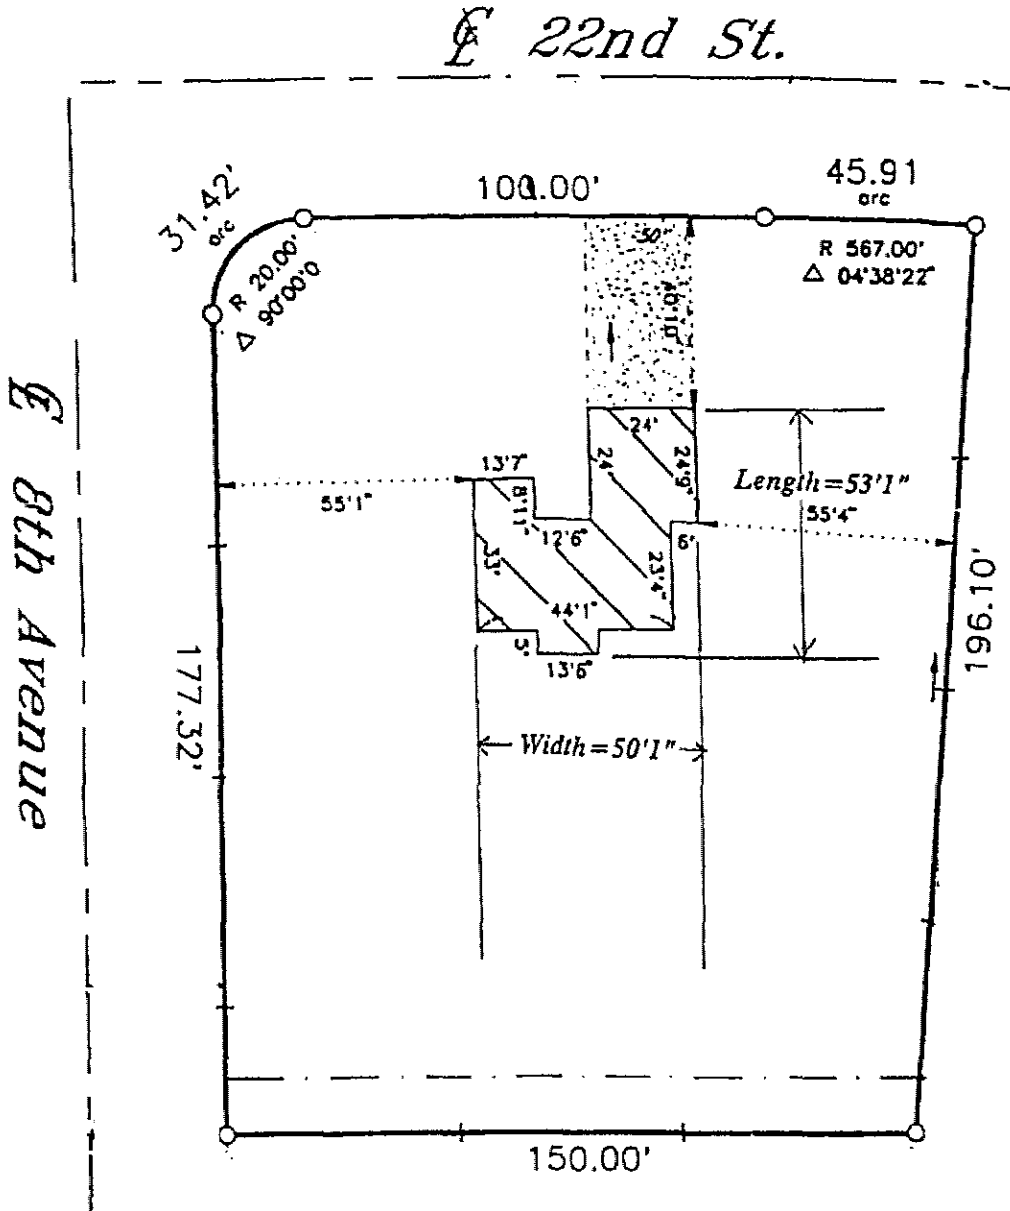 ℄ 22nd St.
100.00'
45.91
arc
31.42'
arc
R 20.00'
△ 90'00'0
R 567.00'
△ 04'38'22"
40'10"
24'
24'
24'9"
13'7"
8'11"
12'6"
Length=53'1"
55'1"
55'4"
6'
33'
23'4"
44'1"
5'
13'6"
℄ 8th Avenue
177.32'
196.10'
Width=50'1"
150.00'